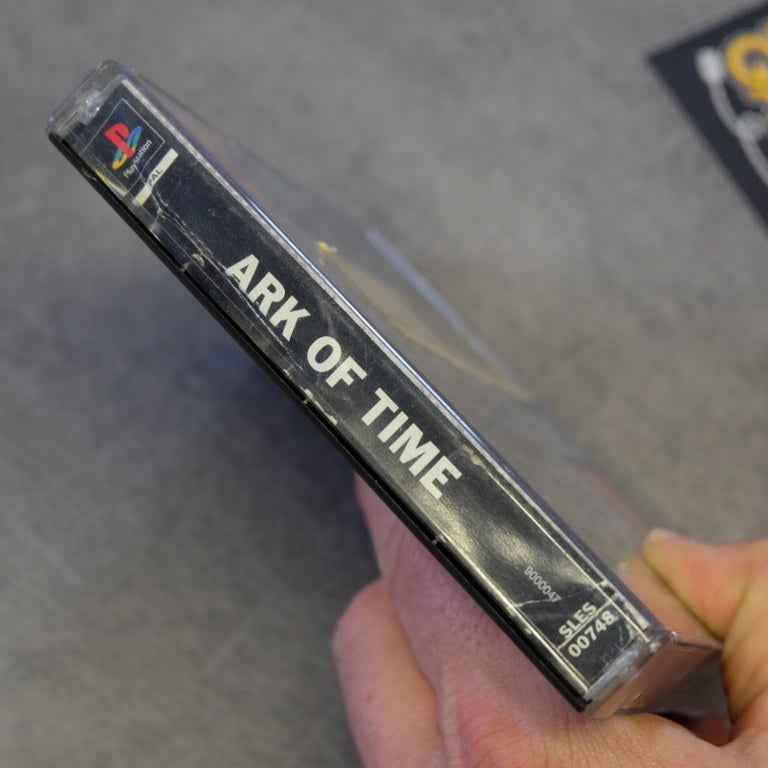 PlayStation
PAL
ARK OF TIME
9000047
SLES
00748